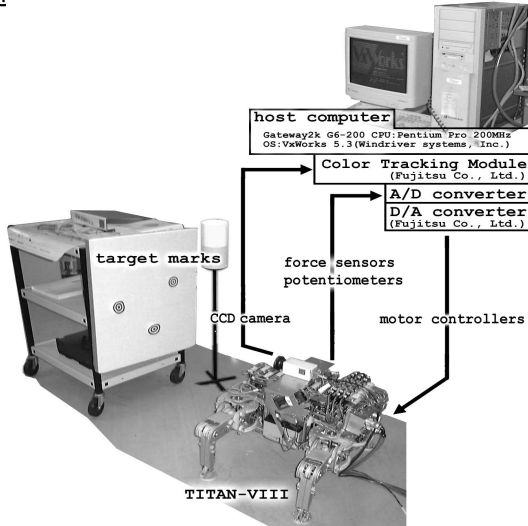 VxWorks
host computer
Gateway2k G6-200 CPU:Pentium Pro 200MHz
OS:VxWorks 5.3(Windriver systems, Inc.)
Color Tracking Module
(Fujitsu Co., Ltd.)
A/D converter
D/A converter
(Fujitsu Co., Ltd.)
target marks
force sensors
potentiometers
CCD camera
motor controllers
TITAN-VIII